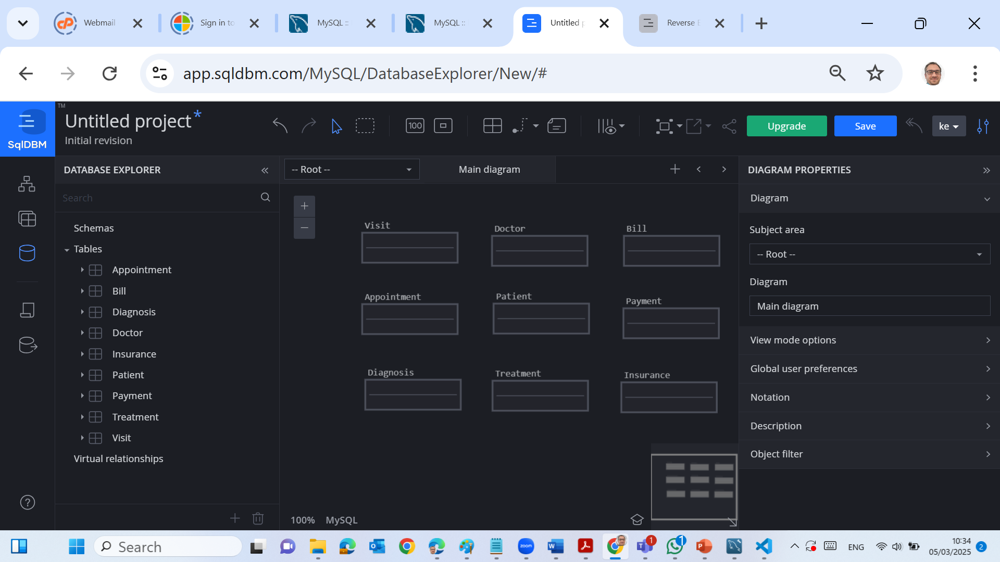 Webmail
Sign in to
MySQL ::
MySQL ::
Untitled p
Reverse E
app.sqldbm.com/MySQL/DatabaseExplorer/New/#
SqlDBM
TM
Untitled project*
Initial revision
100
Upgrade
Save
ke
DATABASE EXPLORER
-- Root --
Main diagram
DIAGRAM PROPERTIES
Search
Schemas
Tables
Appointment
Bill
Diagnosis
Doctor
Insurance
Patient
Payment
Treatment
Visit
Virtual relationships
Visit
Doctor
Bill
Appointment
Patient
Payment
Diagnosis
Treatment
Insurance
100%
MySQL
Diagram
Subject area
-- Root --
Diagram
Main diagram
View mode options
Global user preferences
Notation
Description
Object filter
Search
zoom
1
1
ENG
10:34
05/03/2025
2